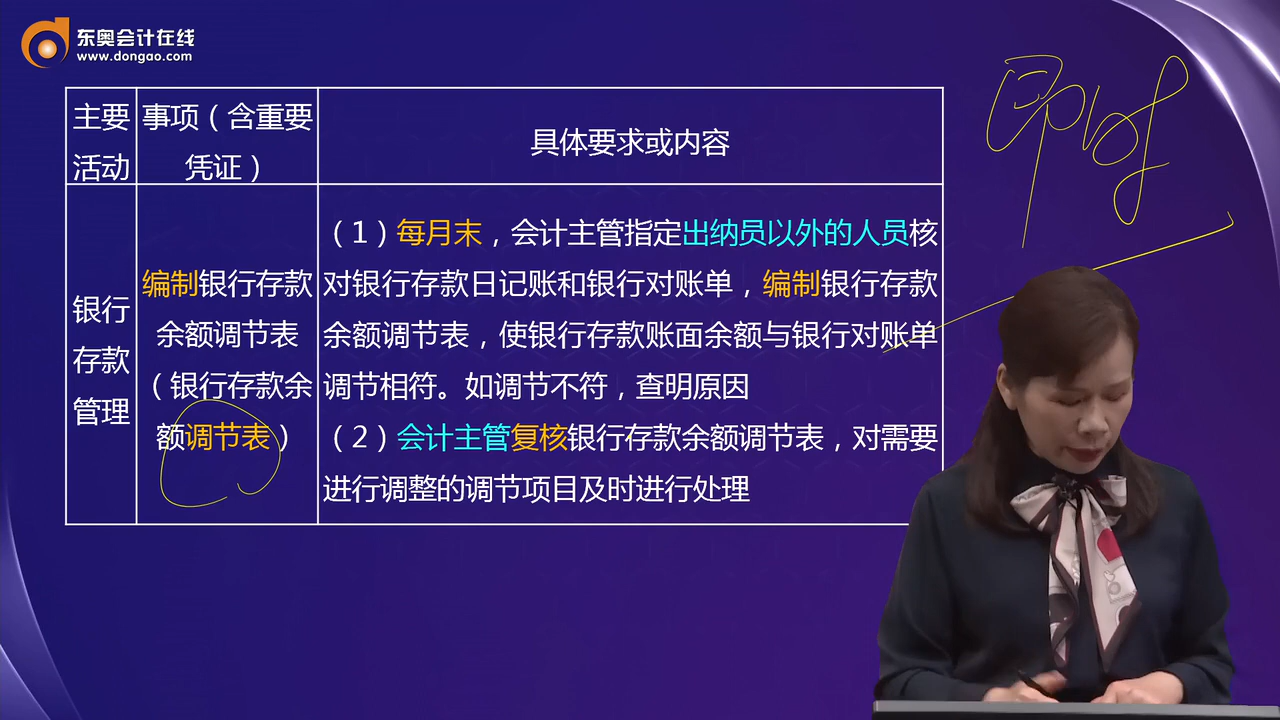 东奥会计在线
www.dongao.com
主要
活动
事项（含重要
凭证）
具体要求或内容
银行
存款
管理
编制银行存款
余额调节表
（银行存款余
额调节表）
（1）每月末，会计主管指定出纳员以外的人员核
对银行存款日记账和银行对账单，编制银行存款
余额调节表，使银行存款账面余额与银行对账单
调节相符。如调节不符，查明原因
（2）会计主管复核银行存款余额调节表，对需要
进行调整的调节项目及时进行处理